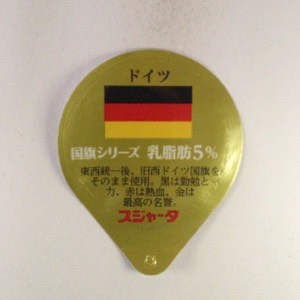 ドイツ
国旗シリーズ 乳脂肪5%
東西統一後、旧西ドイツ国旗を
そのまま使用。黒は勤勉と
力、赤は熱血、金は
最高の名誉。
スジャータ